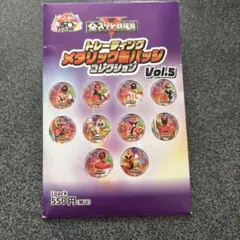 全スーパー戦隊展
トレーディング
メタリック缶バッジ
コレクション Vol.5
1pack
550円(税込)